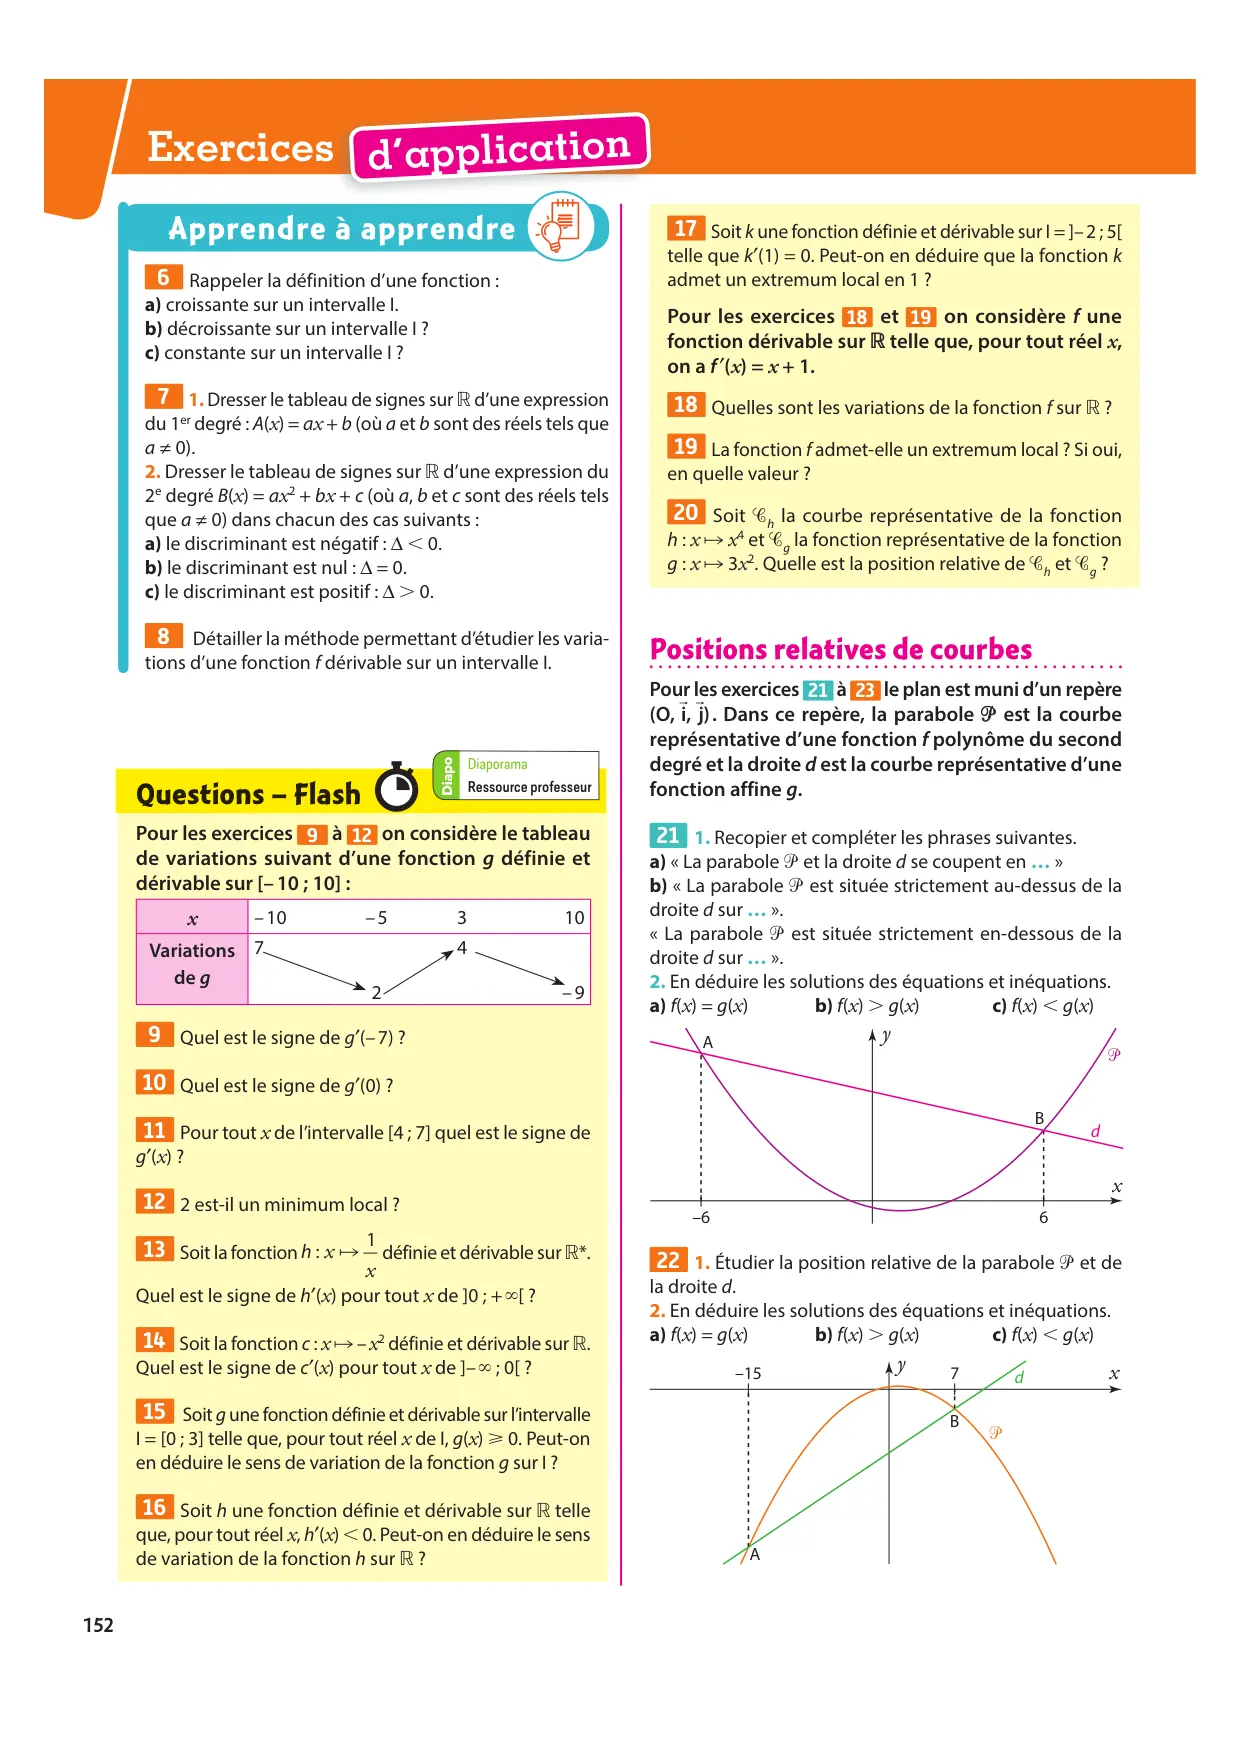 Exercices d'application
Apprendre à apprendre
6 Rappeler la définition d'une fonction :
a) croissante sur un intervalle I.
b) décroissante sur un intervalle I ?
c) constante sur un intervalle I ?
7 1. Dresser le tableau de signes sur ℝ d'une expression
du 1er degré : A(x) = ax + b (où a et b sont des réels tels que
a ≠ 0).
2. Dresser le tableau de signes sur ℝ d'une expression du
2e degré B(x) = ax² + bx + c (où a, b et c sont des réels tels
que a ≠ 0) dans chacun des cas suivants :
a) le discriminant est négatif : Δ < 0.
b) le discriminant est nul : Δ = 0.
c) le discriminant est positif : Δ > 0.
8 Détailler la méthode permettant d'étudier les varia-
tions d'une fonction f dérivable sur un intervalle I.
Questions – Flash
Diapo
Diaporama
Ressource professeur
Pour les exercices 9 à 12 on considère le tableau
de variations suivant d'une fonction g définie et
dérivable sur [– 10 ; 10] :
x – 10 – 5 3 10
Variations
de g
7 4
2 – 9
9 Quel est le signe de g′(– 7) ?
10 Quel est le signe de g′(0) ?
11 Pour tout x de l'intervalle [4 ; 7] quel est le signe de
g′(x) ?
12 2 est-il un minimum local ?
13 Soit la fonction h : x ↦ 1/x définie et dérivable sur ℝ*.
Quel est le signe de h′(x) pour tout x de ]0 ; + ∞[ ?
14 Soit la fonction c : x ↦ – x² définie et dérivable sur ℝ.
Quel est le signe de c′(x) pour tout x de ]– ∞ ; 0[ ?
15 Soit g une fonction définie et dérivable sur l'intervalle
I = [0 ; 3] telle que, pour tout réel x de I, g(x) ⩾ 0. Peut-on
en déduire le sens de variation de la fonction g sur I ?
16 Soit h une fonction définie et dérivable sur ℝ telle
que, pour tout réel x, h′(x) < 0. Peut-on en déduire le sens
de variation de la fonction h sur ℝ ?
152
17 Soit k une fonction définie et dérivable sur I = ]– 2 ; 5[
telle que k′(1) = 0. Peut-on en déduire que la fonction k
admet un extremum local en 1 ?
Pour les exercices 18 et 19 on considère f une
fonction dérivable sur ℝ telle que, pour tout réel x,
on a f′(x) = x + 1.
18 Quelles sont les variations de la fonction f sur ℝ ?
19 La fonction f admet-elle un extremum local ? Si oui,
en quelle valeur ?
20 Soit 𝒞h la courbe représentative de la fonction
h : x ↦ x⁴ et 𝒞g la fonction représentative de la fonction
g : x ↦ 3x². Quelle est la position relative de 𝒞h et 𝒞g ?
Positions relatives de courbes
Pour les exercices 21 à 23 le plan est muni d'un repère
(O, i⃗, j⃗). Dans ce repère, la parabole 𝒫 est la courbe
représentative d'une fonction f polynôme du second
degré et la droite d est la courbe représentative d'une
fonction affine g.
21 1. Recopier et compléter les phrases suivantes.
a) « La parabole 𝒫 et la droite d se coupent en … »
b) « La parabole 𝒫 est située strictement au-dessus de la
droite d sur … ».
« La parabole 𝒫 est située strictement en-dessous de la
droite d sur … ».
2. En déduire les solutions des équations et inéquations.
a) f(x) = g(x) b) f(x) > g(x) c) f(x) < g(x)
A y 𝒫
B d
x
–6 6
22 1. Étudier la position relative de la parabole 𝒫 et de
la droite d.
2. En déduire les solutions des équations et inéquations.
a) f(x) = g(x) b) f(x) > g(x) c) f(x) < g(x)
–15 y 7 d x
B 𝒫
A